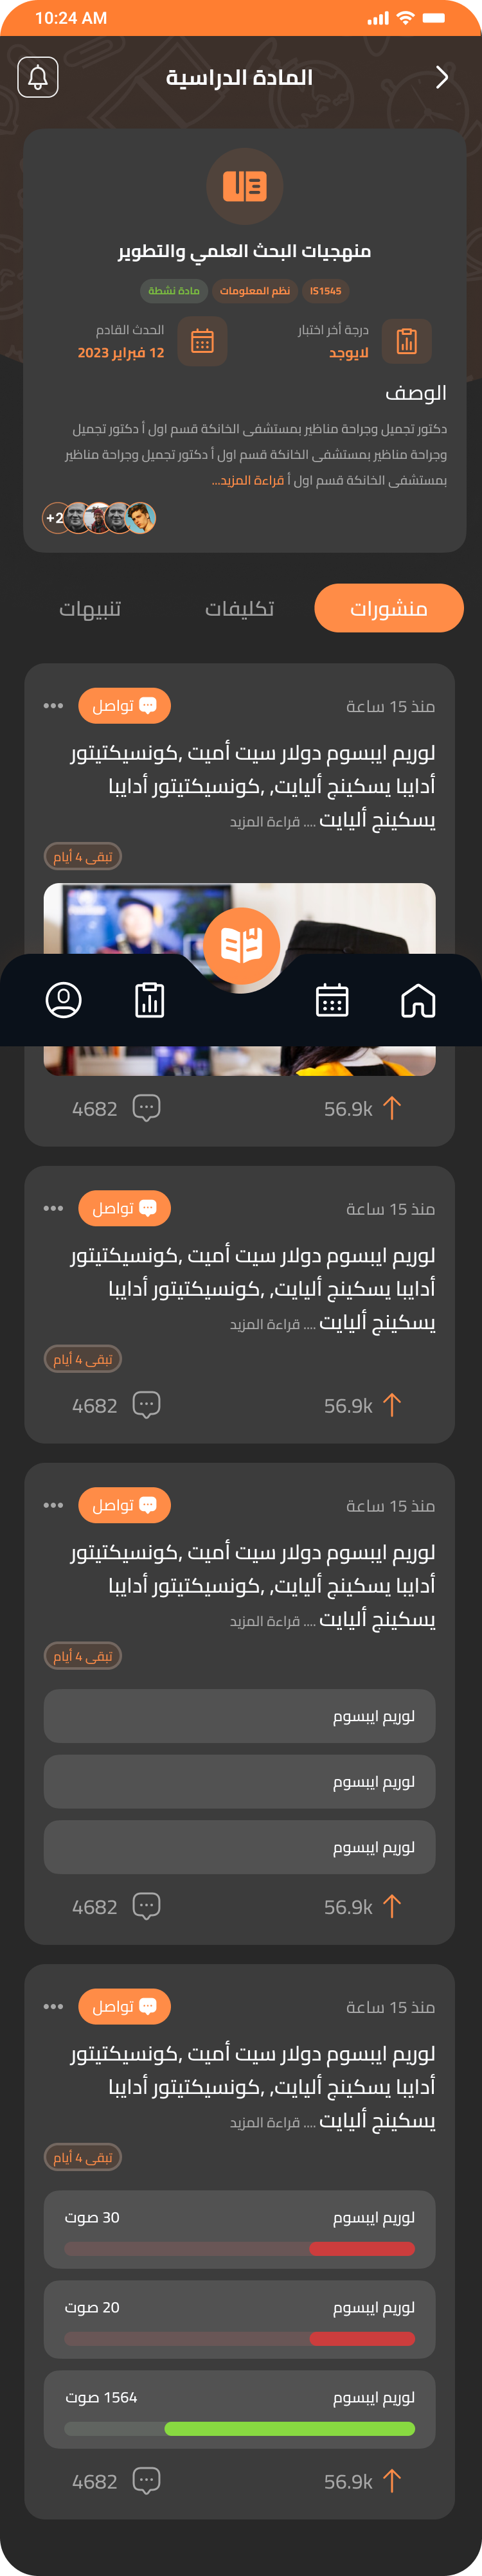 10:24 AM
المادة الدراسية
منهجيات البحث العلمي والتطوير
IS1545
نظم المعلومات
مادة نشطة
درجة أخر اختبار
لايوجد
الحدث القادم
12 فبراير 2023
الوصف
دكتور تجميل وجراحة مناظير بمستشفى الخانكة قسم اول أ دكتور تجميل
وجراحة مناظير بمستشفى الخانكة قسم اول أ دكتور تجميل وجراحة مناظير
بمستشفى الخانكة قسم اول أ قراءة المزيد...
+2
منشورات
تكليفات
تنبيهات
منذ 15 ساعة
تواصل
لوريم ايبسوم دولار سيت أميت ,كونسيكتيتور
أدايبا يسكينج أليايت, ,كونسيكتيتور أدايبا
يسكينج أليايت .... قراءة المزيد
تبقى 4 أيام
56.9k
4682
منذ 15 ساعة
تواصل
لوريم ايبسوم دولار سيت أميت ,كونسيكتيتور
أدايبا يسكينج أليايت, ,كونسيكتيتور أدايبا
يسكينج أليايت .... قراءة المزيد
تبقى 4 أيام
56.9k
4682
منذ 15 ساعة
تواصل
لوريم ايبسوم دولار سيت أميت ,كونسيكتيتور
أدايبا يسكينج أليايت, ,كونسيكتيتور أدايبا
يسكينج أليايت .... قراءة المزيد
تبقى 4 أيام
لوريم ايبسوم
لوريم ايبسوم
لوريم ايبسوم
56.9k
4682
منذ 15 ساعة
تواصل
لوريم ايبسوم دولار سيت أميت ,كونسيكتيتور
أدايبا يسكينج أليايت, ,كونسيكتيتور أدايبا
يسكينج أليايت .... قراءة المزيد
تبقى 4 أيام
لوريم ايبسوم
30 صوت
لوريم ايبسوم
20 صوت
لوريم ايبسوم
1564 صوت
56.9k
4682